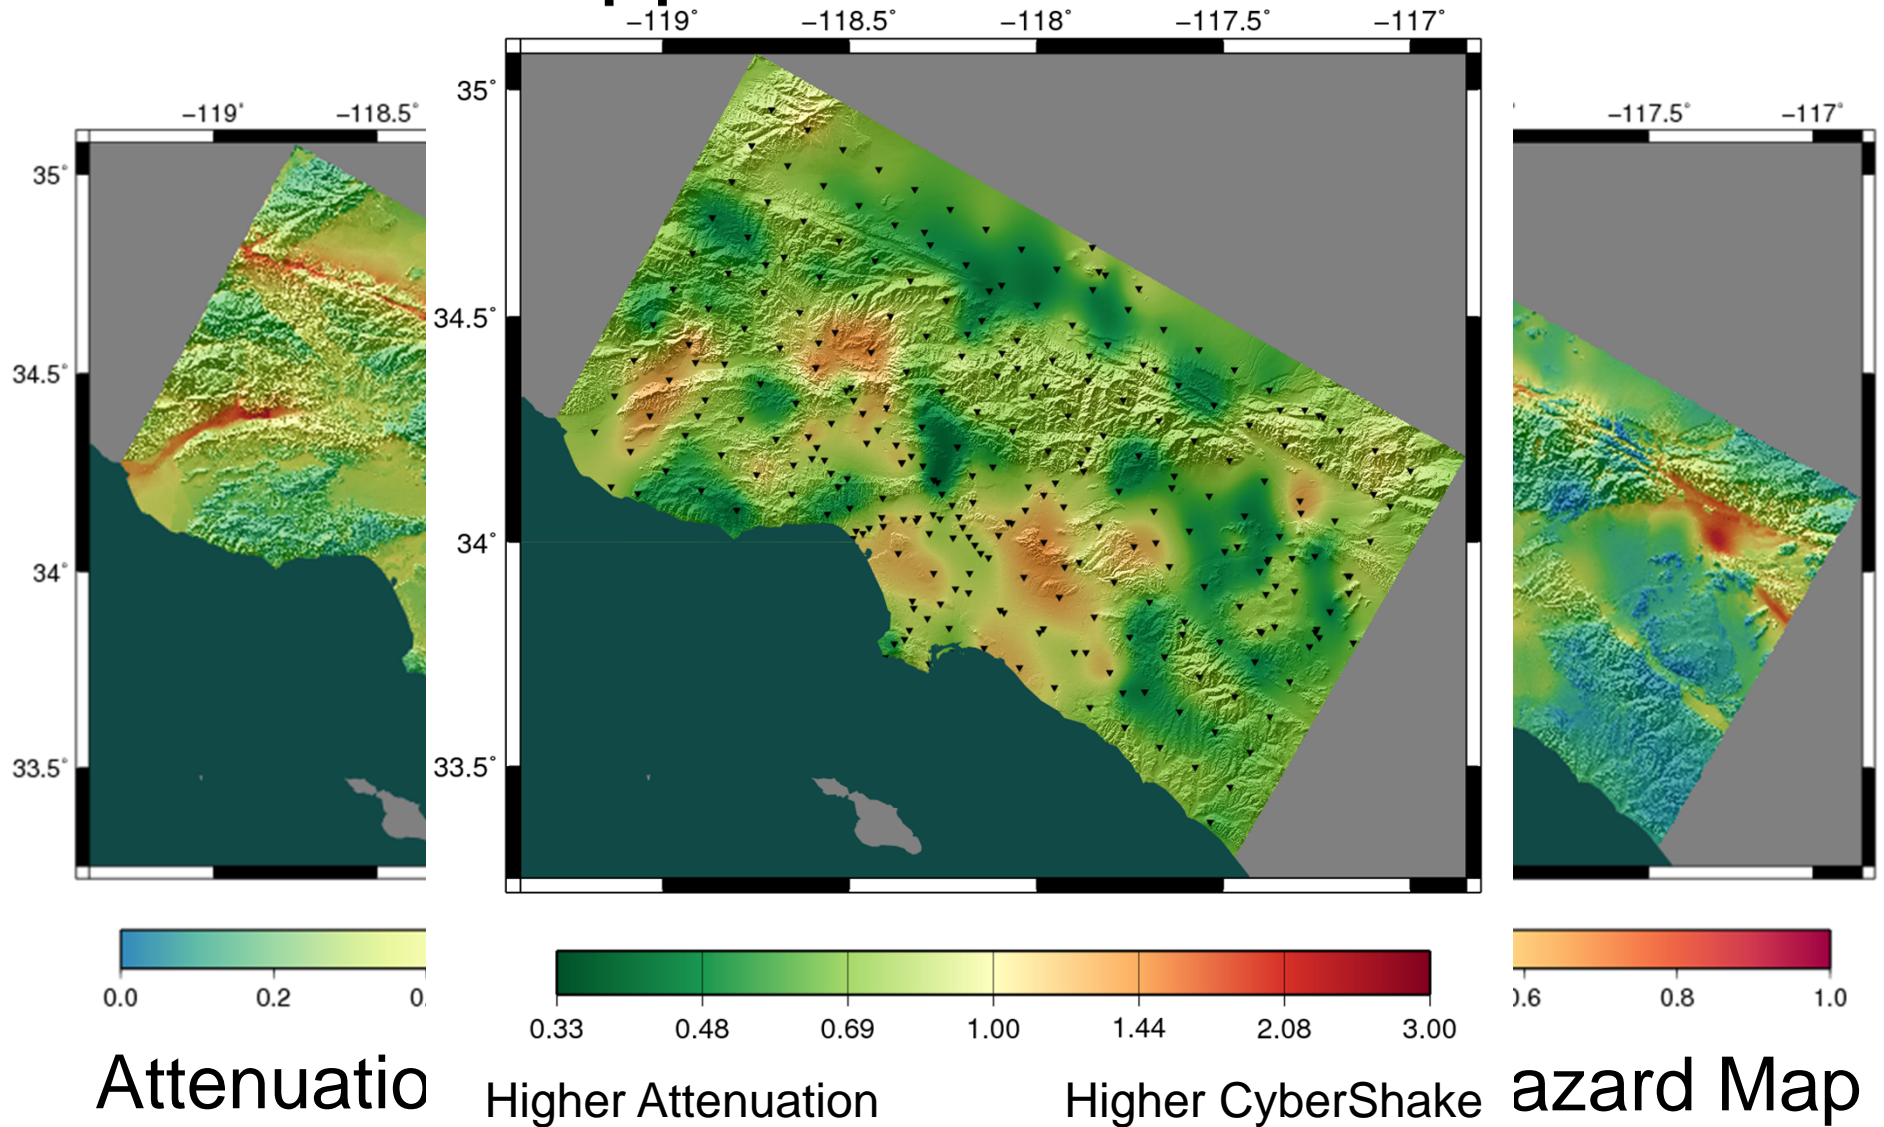 −119° −118.5° −118° −117.5° −117°
35°
34.5°
34°
33.5°
−119° −118.5°
35°
34.5°
34°
33.5°
−117.5° −117°
0.0 0.2 0.
0.33 0.48 0.69 1.00 1.44 2.08 3.00
0.6 0.8 1.0
Attenuatio
Higher Attenuation Higher CyberShake
azard Map